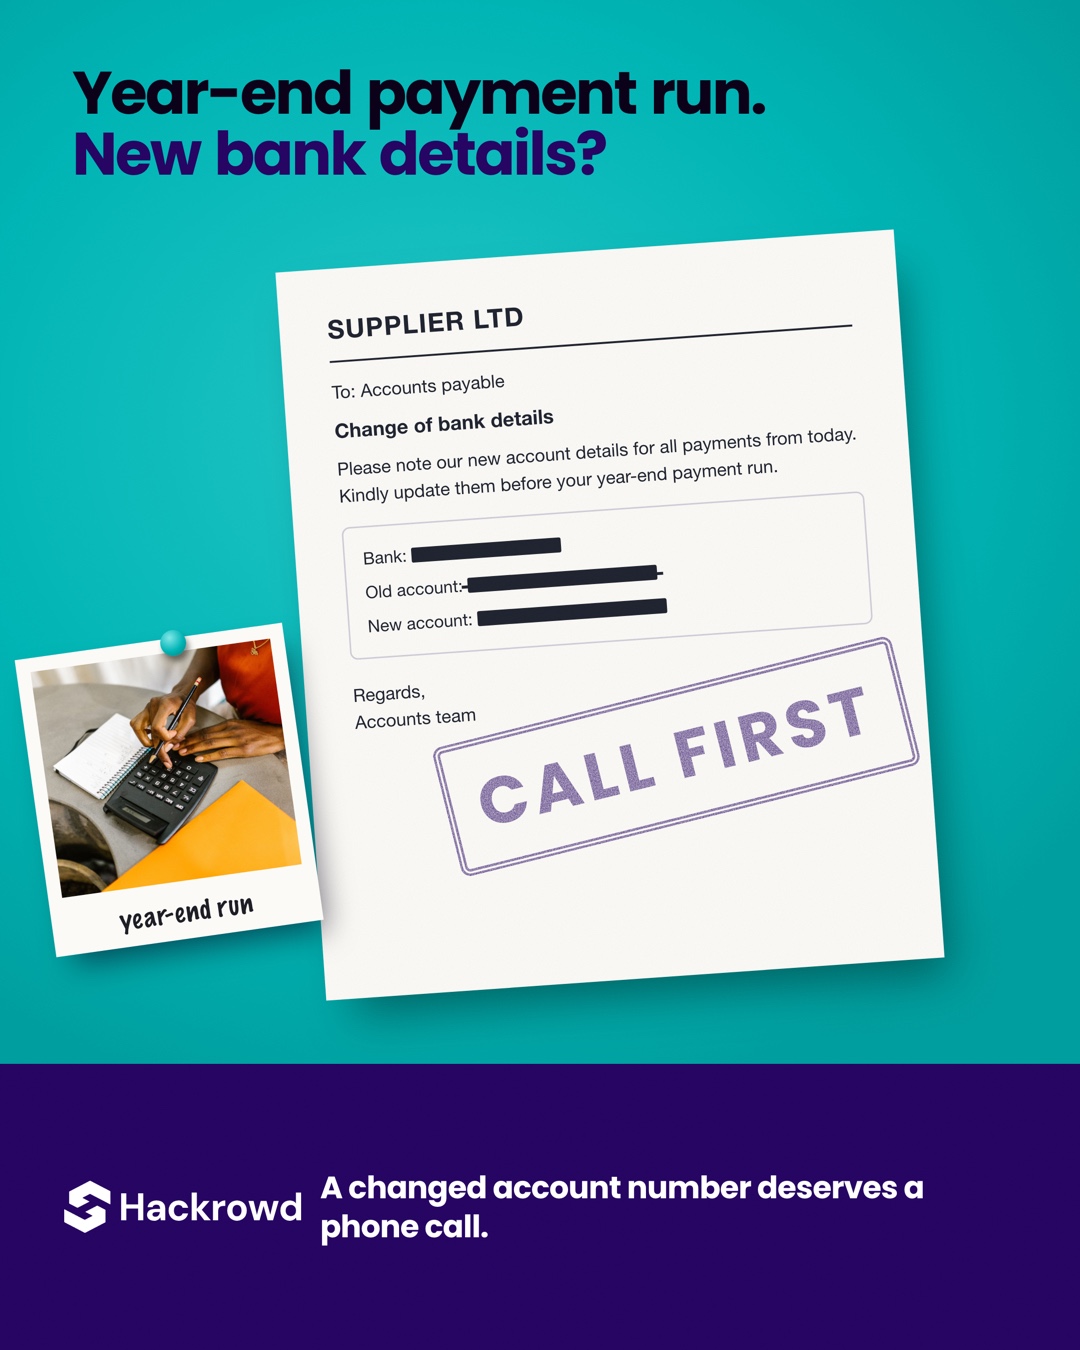 Year-end payment run.
New bank details?
SUPPLIER LTD
To: Accounts payable
Change of bank details
Please note our new account details for all payments from today.
Kindly update them before your year-end payment run.
Bank:
Old account:
New account:
Regards,
Accounts team
CALL FIRST
year-end run
Hackrowd
A changed account number deserves a
phone call.